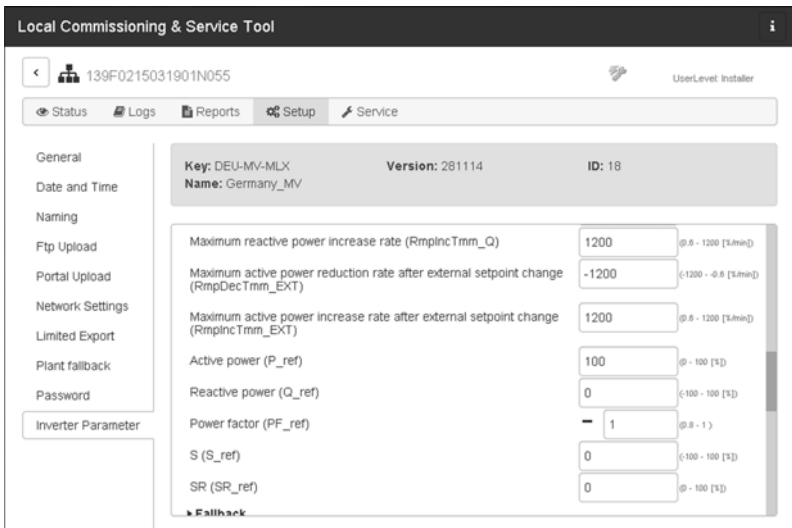 Local Commissioning & Service Tool
139F0215031901N055
UserLevel: Installer
Status Logs Reports Setup Service
General
Date and Time
Naming
Ftp Upload
Portal Upload
Network Settings
Limited Export
Plant fallback
Password
Inverter Parameter
Key: DEU-MV-MLX Version: 281114 ID: 18
Name: Germany_MV
Maximum reactive power increase rate (RmpIncTmm_Q) 1200 (0.6 - 1200 [%/min])
Maximum active power reduction rate after external setpoint change
(RmpDecTmm_EXT) -1200 (-1200 - -0.6 [%/min])
Maximum active power increase rate after external setpoint change
(RmpIncTmm_EXT) 1200 (0.6 - 1200 [%/min])
Active power (P_ref) 100 (0 - 100 [%])
Reactive power (Q_ref) 0 (-100 - 100 [%])
Power factor (PF_ref) − 1 (0.8 - 1 )
S (S_ref) 0 (-100 - 100 [%])
SR (SR_ref) 0 (0 - 100 [%])
Fallback